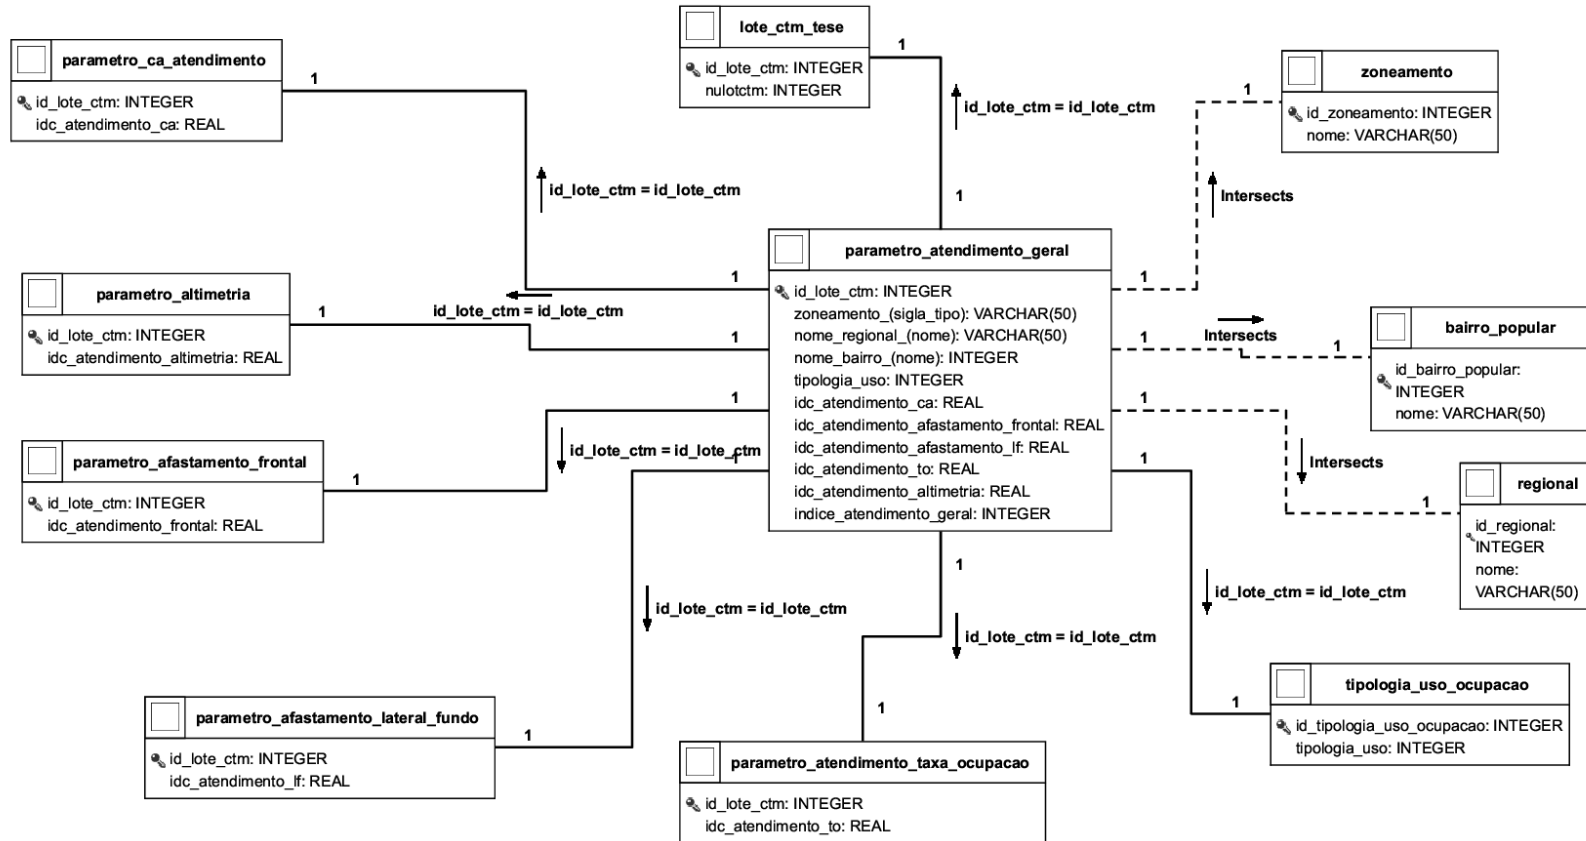 lote_ctm_tese
id_lote_ctm: INTEGER
nulotctm: INTEGER
1
id_lote_ctm = id_lote_ctm
1
parametro_ca_atendimento
id_lote_ctm: INTEGER
idc_atendimento_ca: REAL
1
id_lote_ctm = id_lote_ctm
1
zoneamento
id_zoneamento: INTEGER
nome: VARCHAR(50)
1
Intersects
1
parametro_atendimento_geral
id_lote_ctm: INTEGER
zoneamento_(sigla_tipo): VARCHAR(50)
nome_regional_(nome): VARCHAR(50)
nome_bairro_(nome): INTEGER
tipologia_uso: INTEGER
idc_atendimento_ca: REAL
idc_atendimento_afastamento_frontal: REAL
idc_atendimento_afastamento_lf: REAL
idc_atendimento_to: REAL
idc_atendimento_altimetria: REAL
indice_atendimento_geral: INTEGER
parametro_altimetria
id_lote_ctm: INTEGER
idc_atendimento_altimetria: REAL
1
id_lote_ctm = id_lote_ctm
1
bairro_popular
id_bairro_popular:
INTEGER
nome: VARCHAR(50)
1
Intersects
1
parametro_afastamento_frontal
id_lote_ctm: INTEGER
idc_atendimento_frontal: REAL
1
id_lote_ctm = id_lote_ctm
1
regional
id_regional:
INTEGER
nome:
VARCHAR(50)
1
Intersects
1
parametro_afastamento_lateral_fundo
id_lote_ctm: INTEGER
idc_atendimento_lf: REAL
1
id_lote_ctm = id_lote_ctm
1
parametro_atendimento_taxa_ocupacao
id_lote_ctm: INTEGER
idc_atendimento_to: REAL
1
id_lote_ctm = id_lote_ctm
1
tipologia_uso_ocupacao
id_tipologia_uso_ocupacao: INTEGER
tipologia_uso: INTEGER
1
id_lote_ctm = id_lote_ctm
1